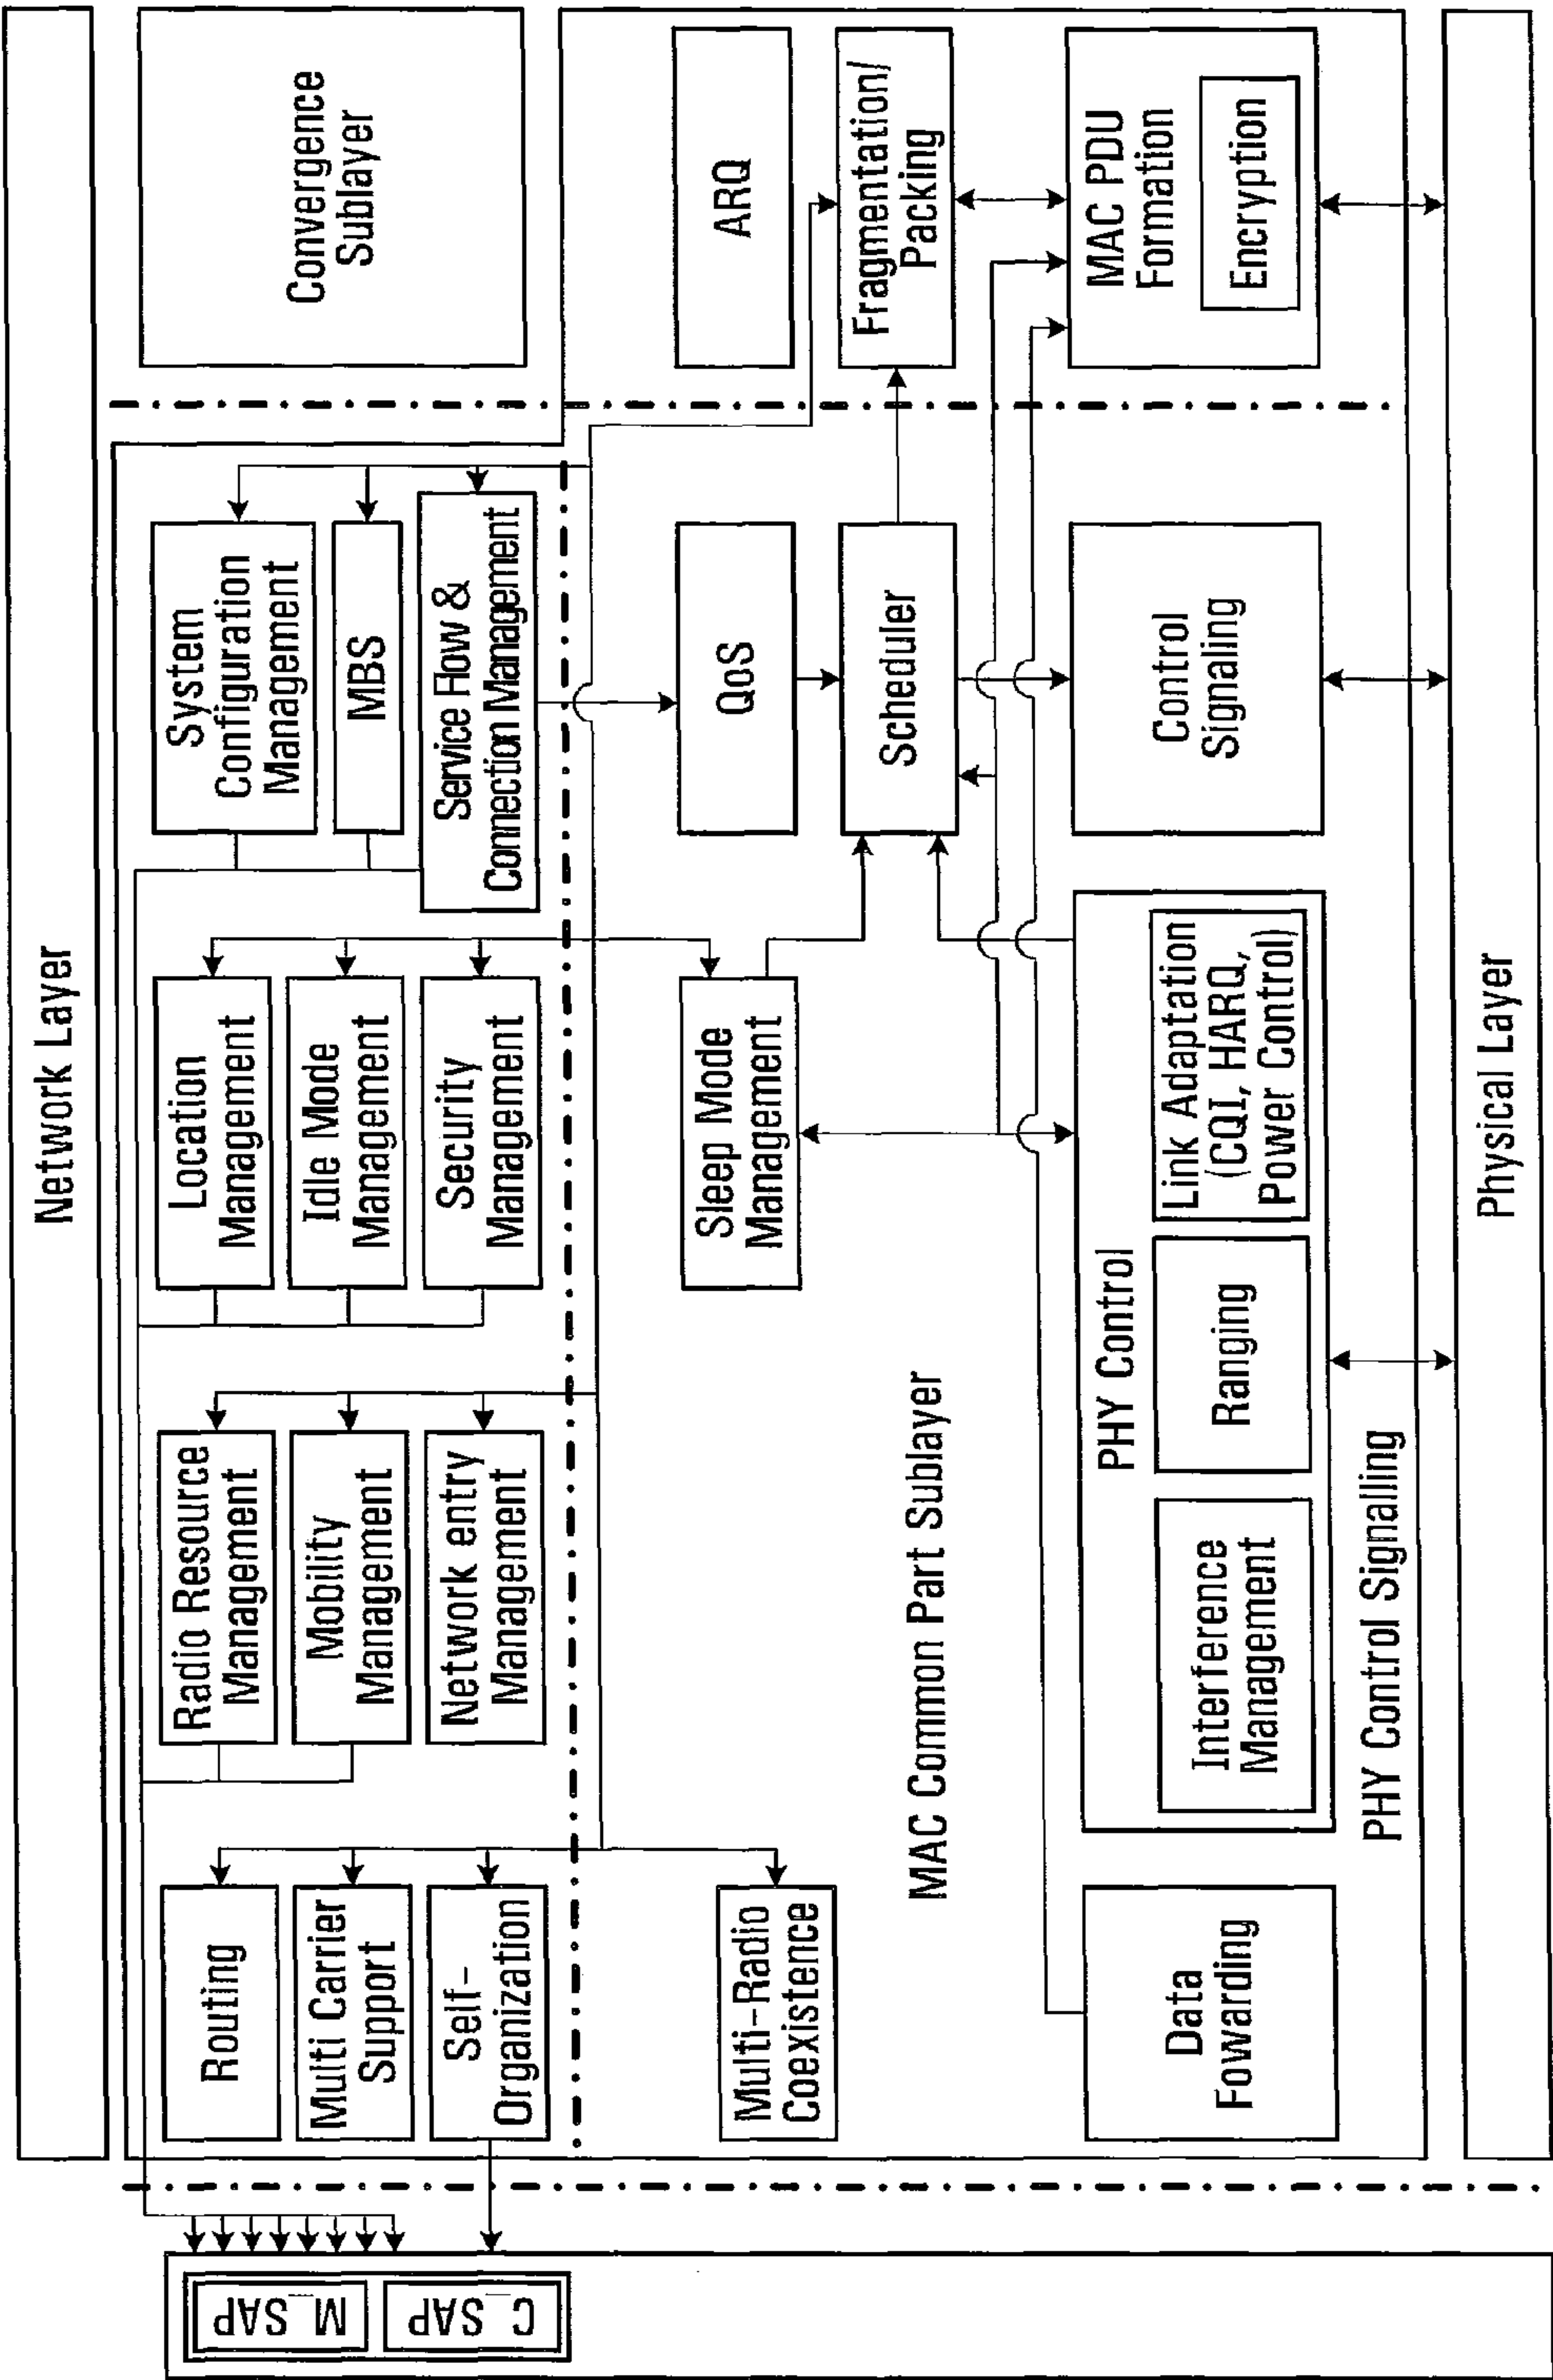 Network Layer
M_SAP
C_SAP
Routing
Multi Carrier
Support
Self-
Organization
Radio Resource
Management
Mobility
Management
Network entry
Management
Location
Management
Idle Mode
Management
Security
Management
System
Configuration
Management
MBS
Service Flow &
Connection Management
Convergence
Sublayer
Multi-Radio
Coexistence
Sleep Mode
Management
QoS
ARQ
Scheduler
Fragmentation/
Packing
MAC Common Part Sublayer
Data
Fowarding
PHY Control
Interference
Management
Ranging
Link Adaptation
(CQI, HARQ,
Power Control)
Control
Signaling
MAC PDU
Formation
Encryption
PHY Control Signalling
Physical Layer